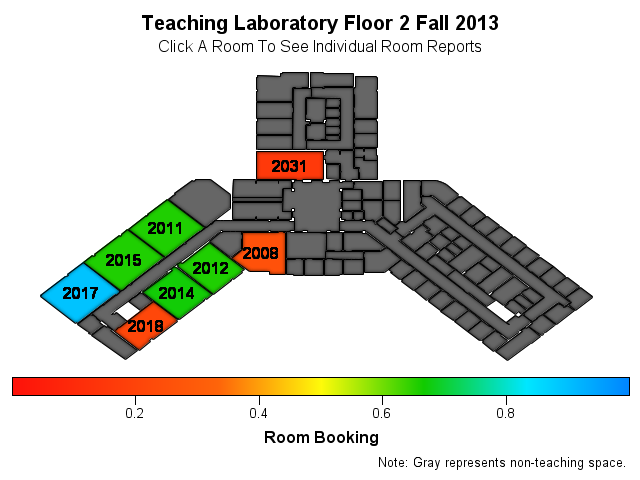 Teaching Laboratory Floor 2 Fall 2013
Click A Room To See Individual Room Reports
2031
2011
2015
2008
2012
2017
2014
2018
0.2 0.4 0.6 0.8
Room Booking
Note: Gray represents non-teaching space.